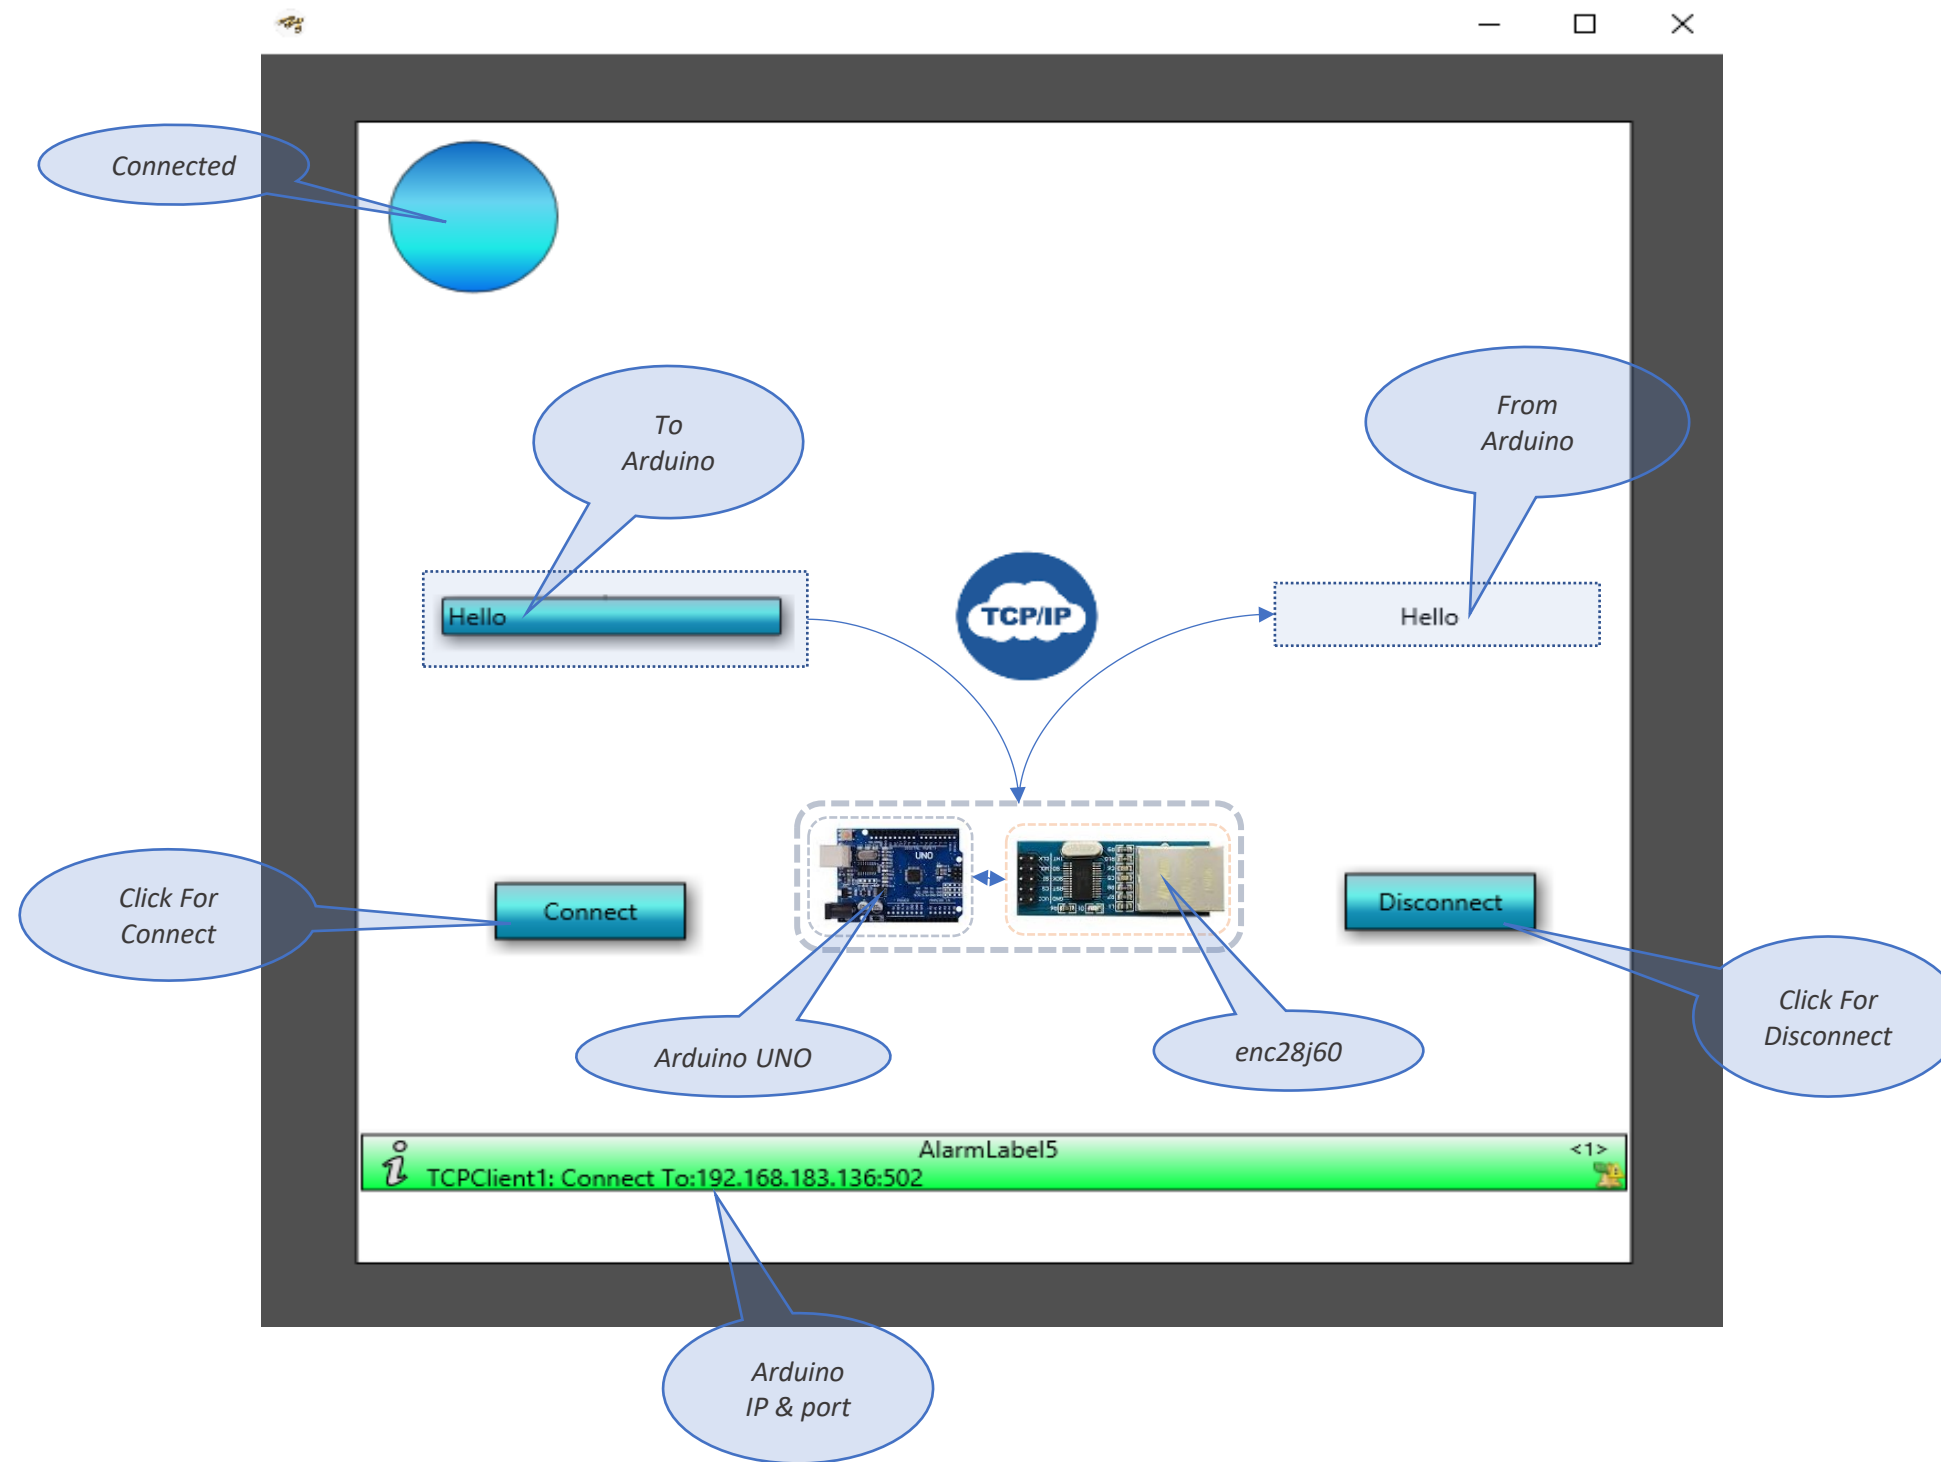 Connected
To
Arduino
From
Arduino
Hello
TCP/IP
Hello
UNO
Click For
Connect
Connect
Disconnect
Click For
Disconnect
Arduino UNO
enc28j60
AlarmLabel5
<1>
TCPClient1: Connect To:192.168.183.136:502
Arduino
IP & port